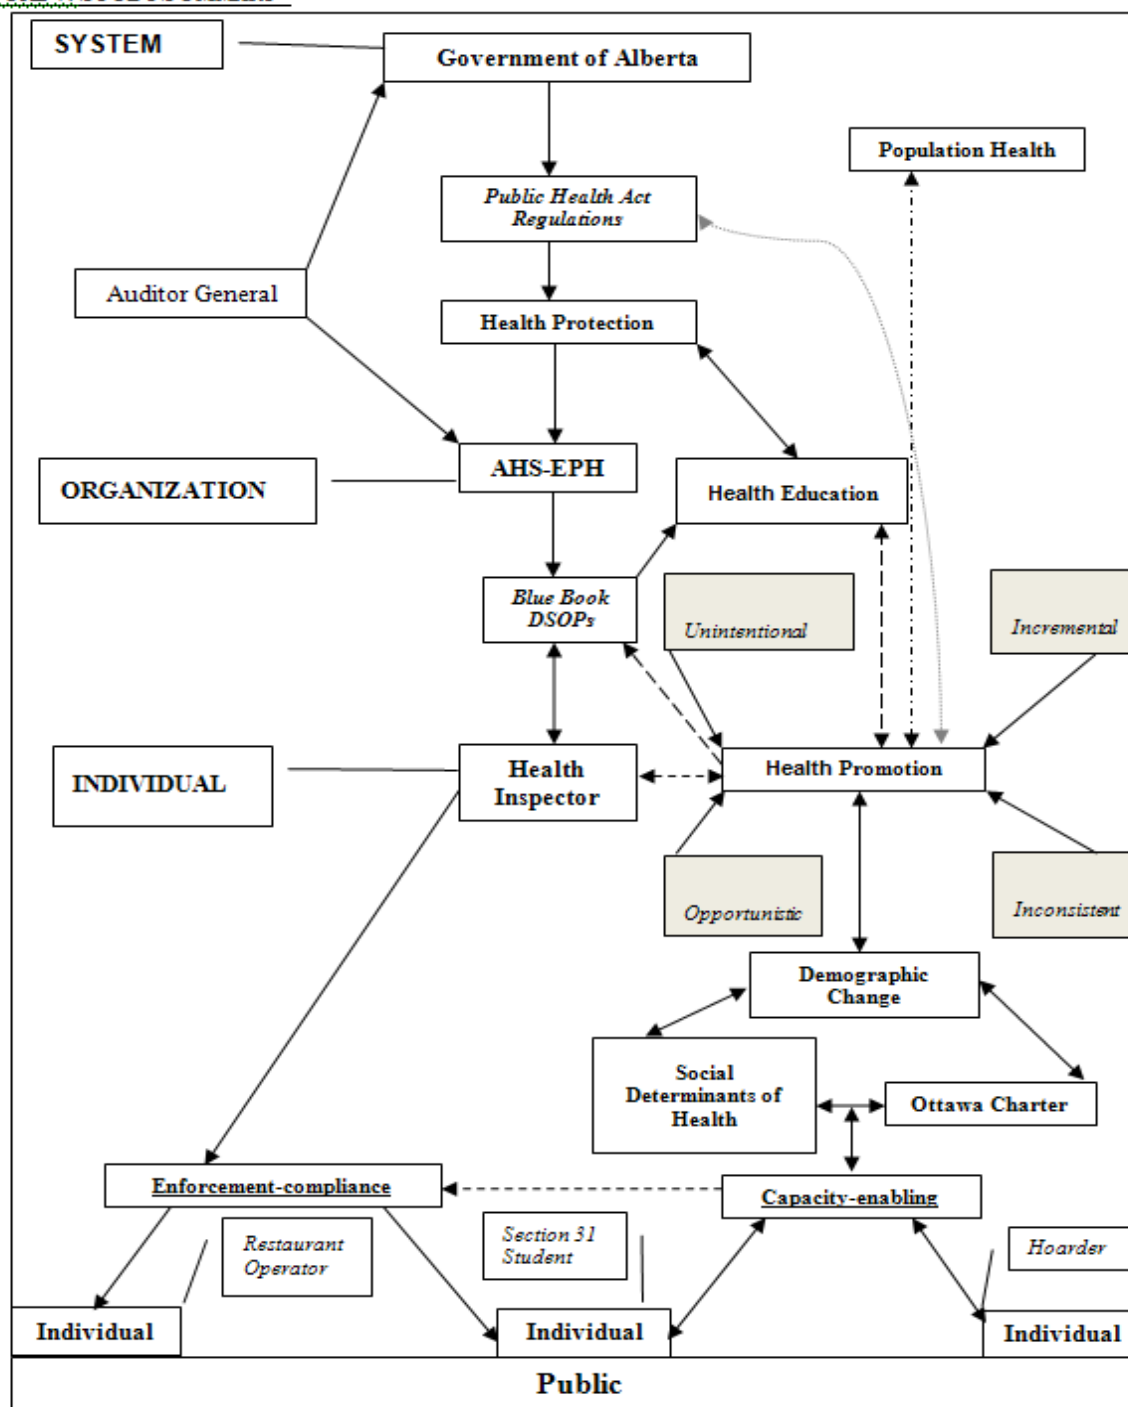 SYSTEM
Government of Alberta
Population Health
Public Health Act
Regulations
Auditor General
Health Protection
AHS-EPH
ORGANIZATION
Health Education
Blue Book
DSOPs
Unintentional
Incremental
INDIVIDUAL
Health
Inspector
Health Promotion
Opportunistic
Inconsistent
Demographic
Change
Social
Determinants of
Health
Ottawa Charter
Enforcement-compliance
Capacity-enabling
Restaurant
Operator
Section 31
Student
Hoarder
Individual
Individual
Individual
Public